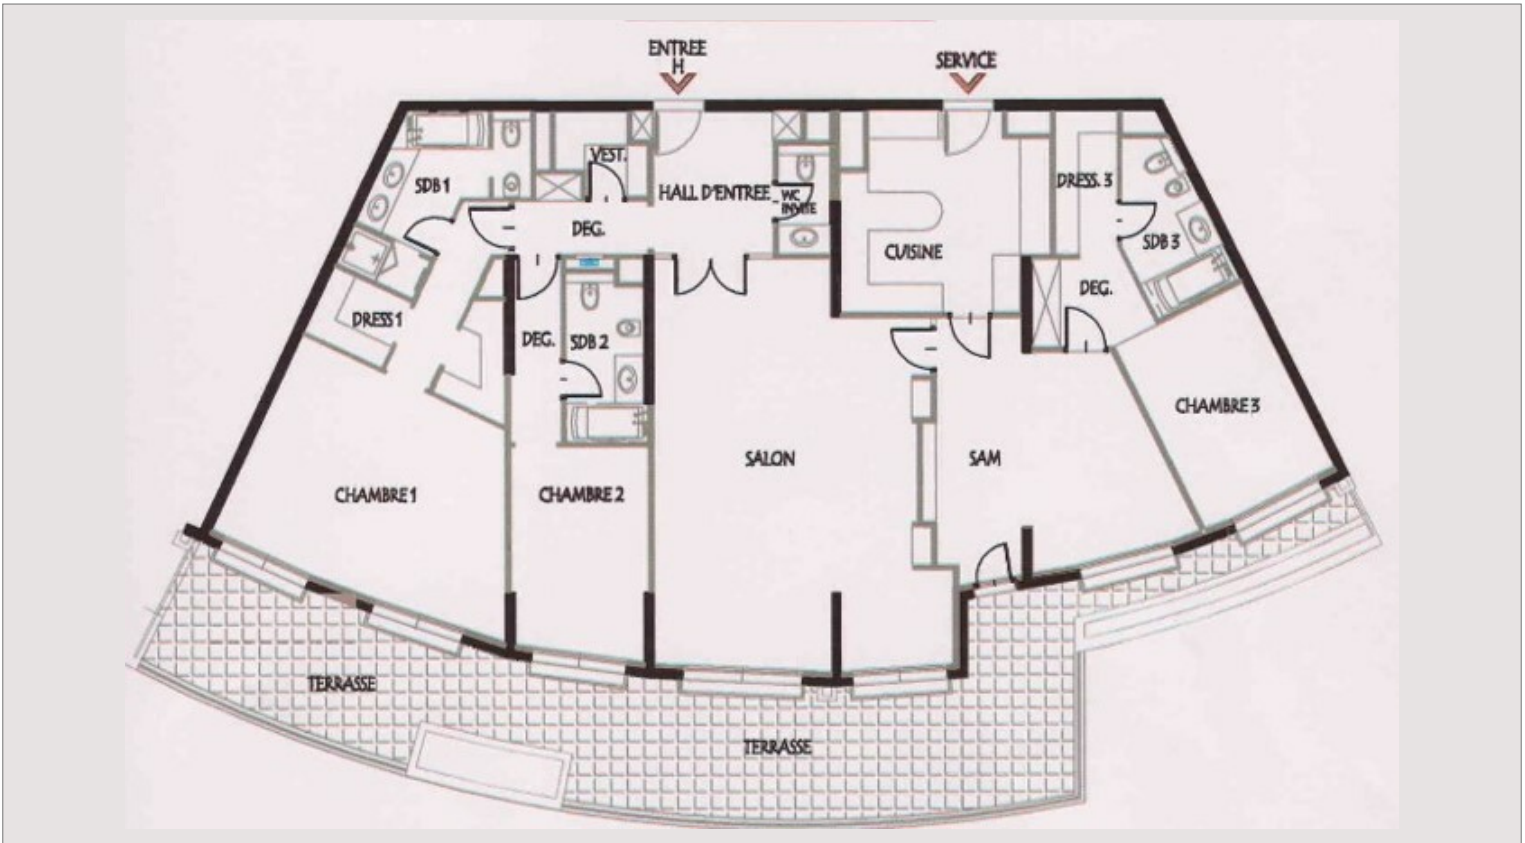 ENTREE
H
SERVICE
VEST.
SDB 1
HALL D'ENTREE
WC
INVITE
DRESS. 3
DEG.
CUISINE
SDB 3
DEG.
DRESS 1
DEG.
SDB 2
CHAMBRE 3
SALON
SAM
CHAMBRE 1
CHAMBRE 2
TERRASSE
TERRASSE